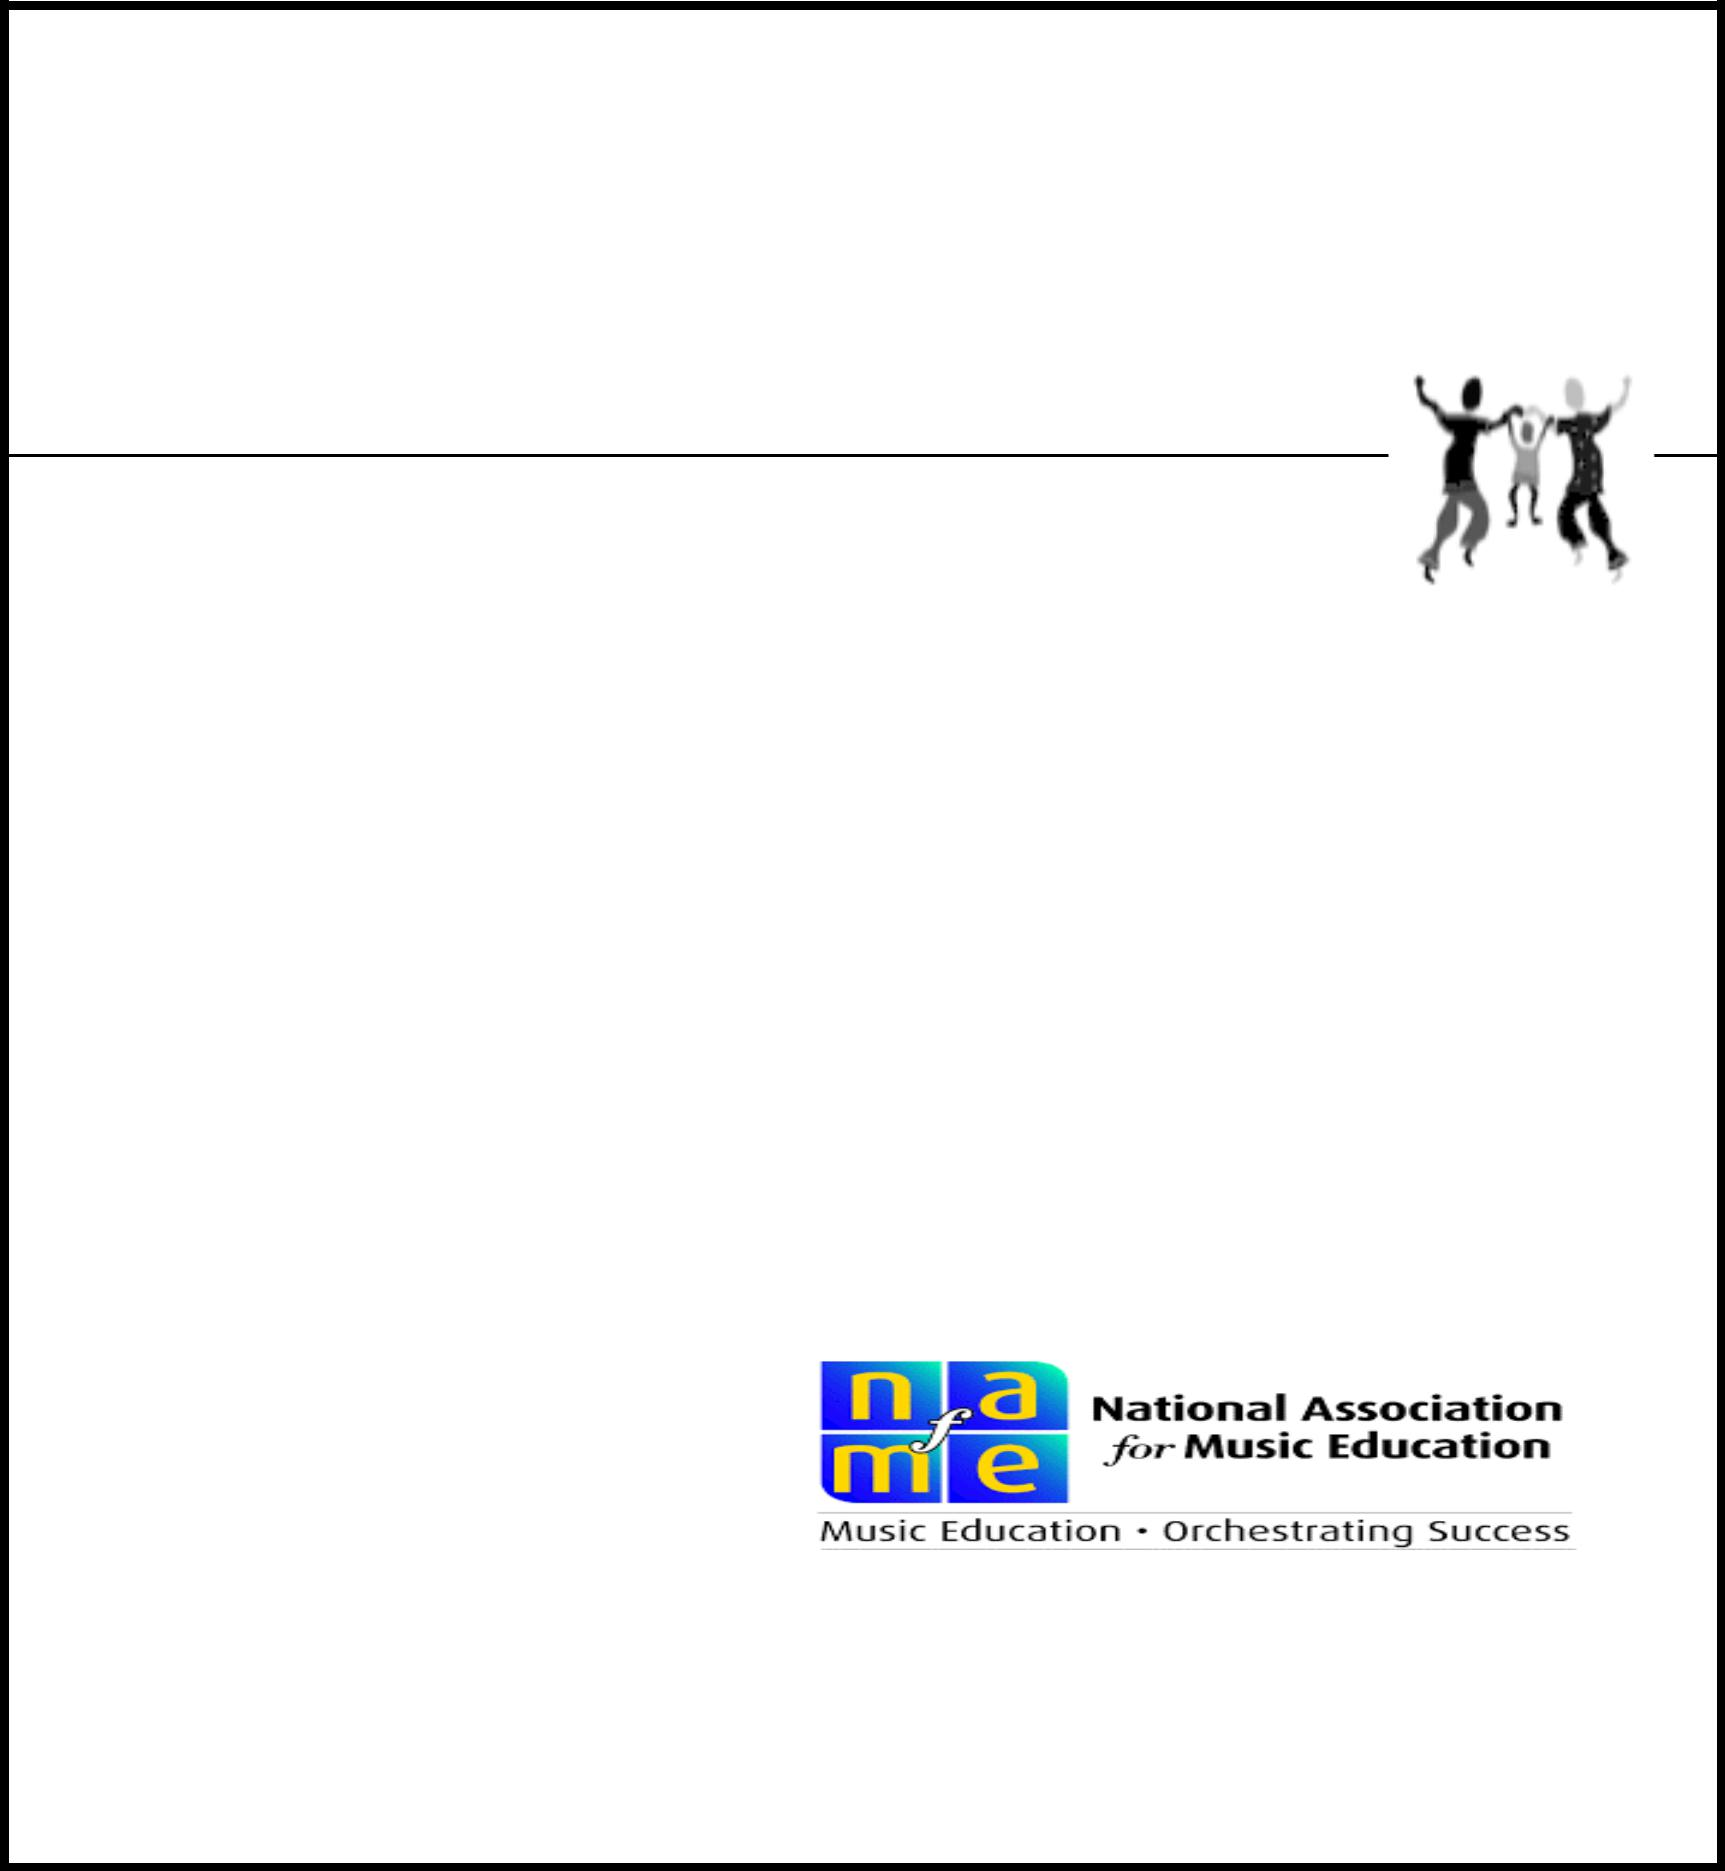 n a
f
m e
National Association
for Music Education
Music Education • Orchestrating Success